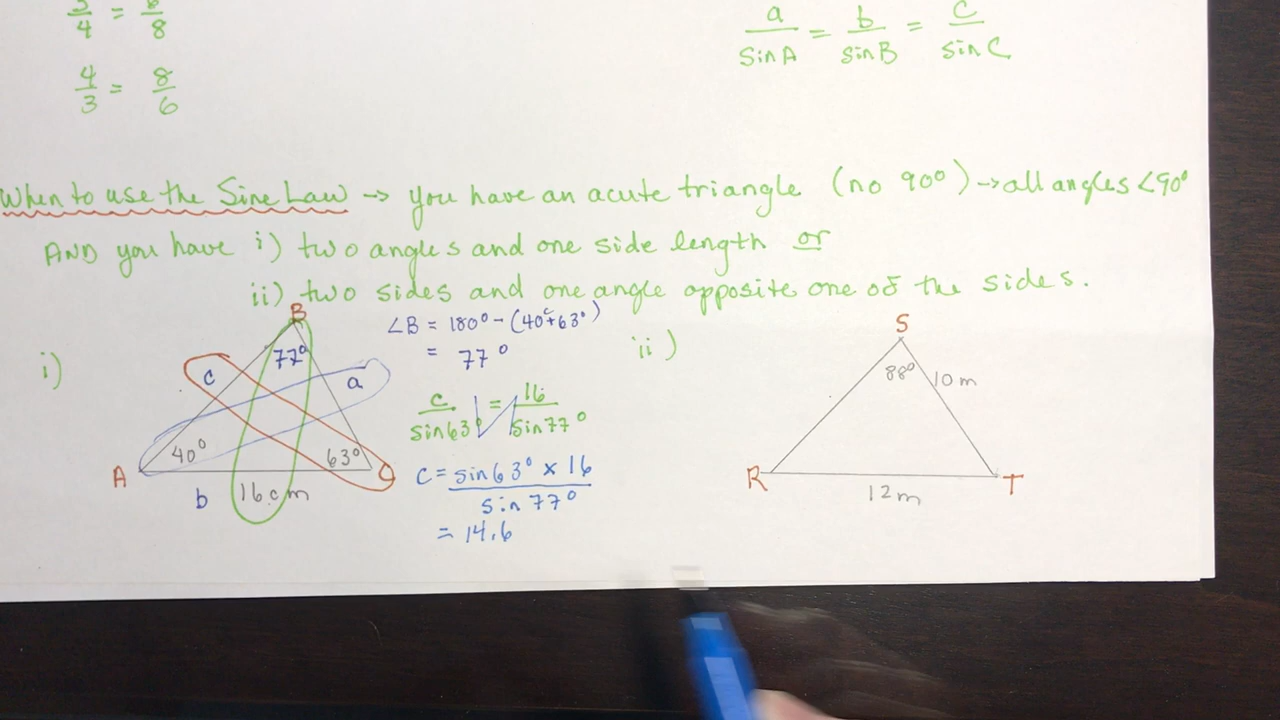 3/4 = 6/8
4/3 = 8/6
a/sinA = b/sinB = c/sinC
When to use the Sine Law → you have an acute triangle (no 90°) → all angles < 90°
AND you have i) two angles and one side length or
ii) two sides and one angle opposite one of the sides.
i)
B
77°
c
a
A
40°
63°
C
b
16cm
∠B = 180° - (40° + 63°)
= 77°
c/sin63° = 16/sin77°
c = sin63° x 16/sin77°
= 14.6
ii)
S
88°
10m
R
T
12m